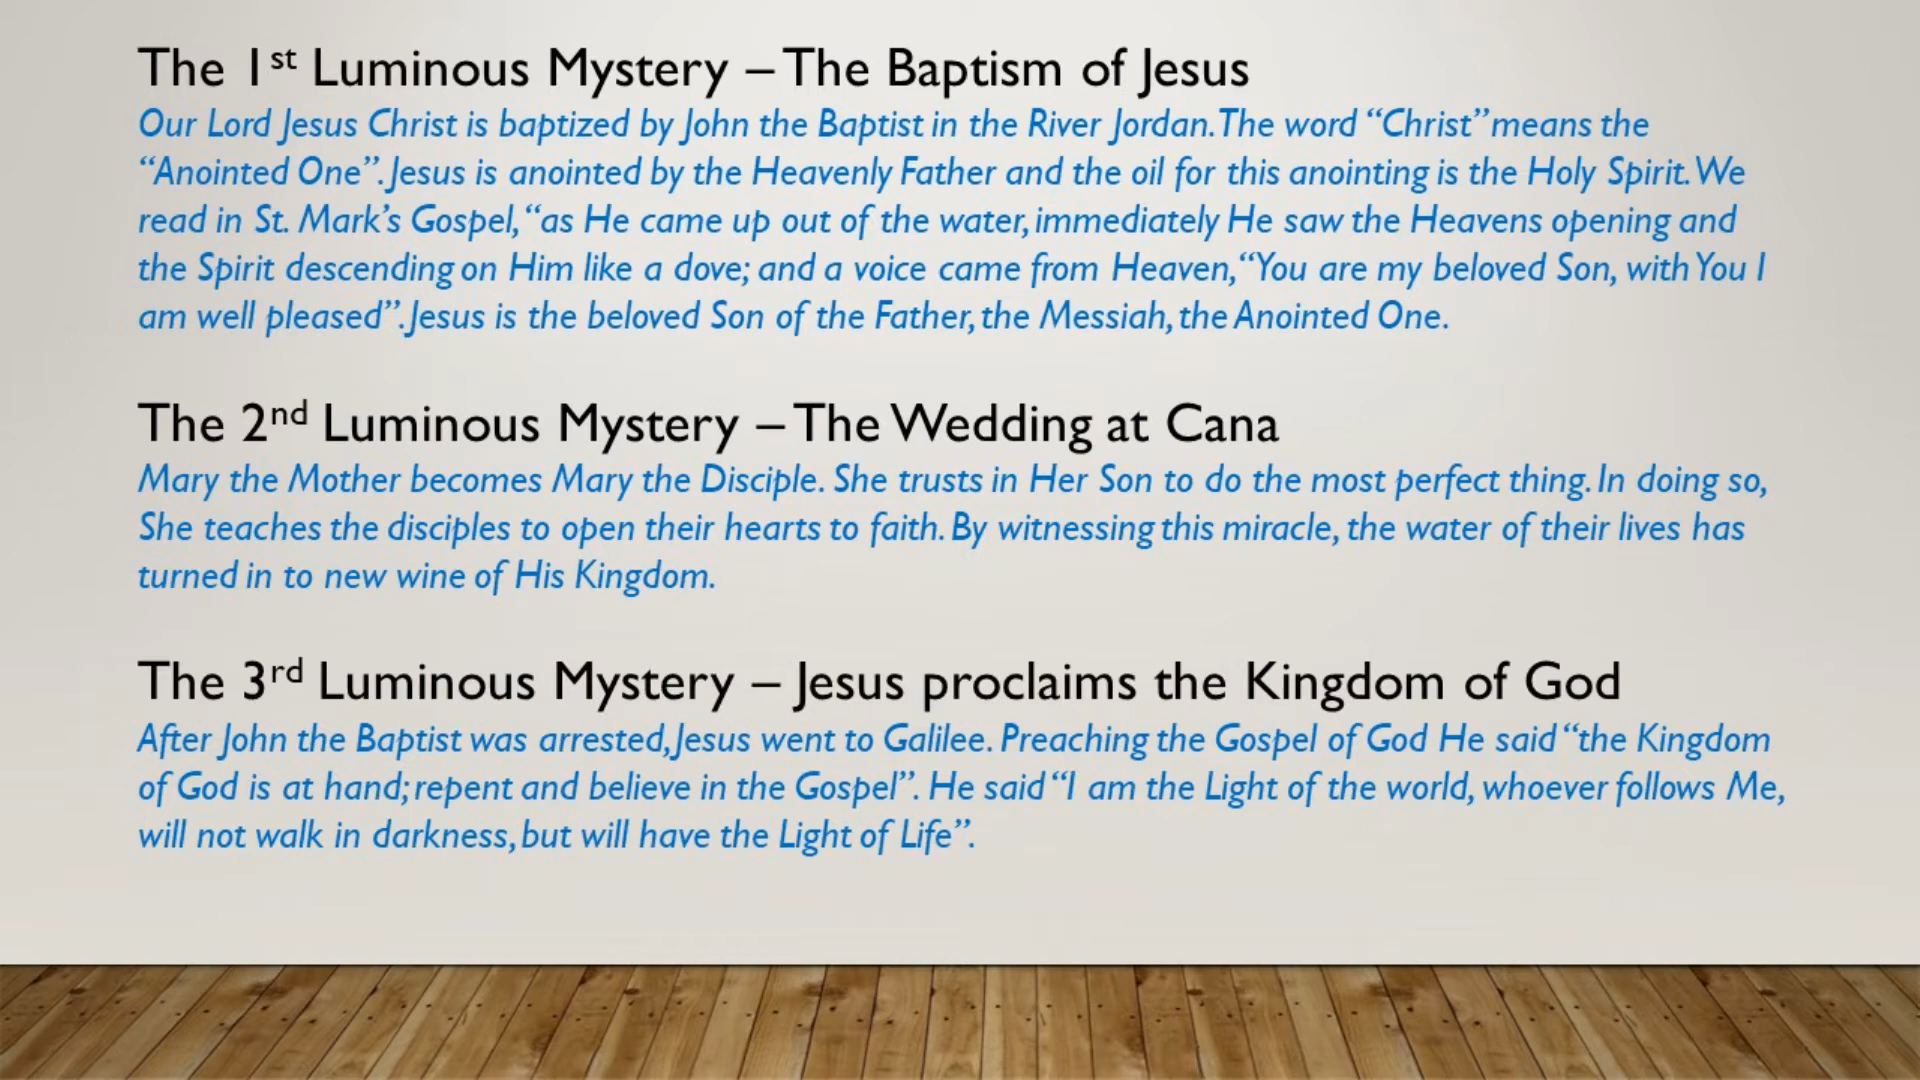 The 1st Luminous Mystery – The Baptism of Jesus
Our Lord Jesus Christ is baptized by John the Baptist in the River Jordan. The word “Christ” means the
“Anointed One”. Jesus is anointed by the Heavenly Father and the oil for this anointing is the Holy Spirit. We
read in St. Mark’s Gospel, “as He came up out of the water, immediately He saw the Heavens opening and
the Spirit descending on Him like a dove; and a voice came from Heaven, “You are my beloved Son, with You I
am well pleased”. Jesus is the beloved Son of the Father, the Messiah, the Anointed One.
The 2nd Luminous Mystery – The Wedding at Cana
Mary the Mother becomes Mary the Disciple. She trusts in Her Son to do the most perfect thing. In doing so,
She teaches the disciples to open their hearts to faith. By witnessing this miracle, the water of their lives has
turned in to new wine of His Kingdom.
The 3rd Luminous Mystery – Jesus proclaims the Kingdom of God
After John the Baptist was arrested, Jesus went to Galilee. Preaching the Gospel of God He said “the Kingdom
of God is at hand; repent and believe in the Gospel”. He said “I am the Light of the world, whoever follows Me,
will not walk in darkness, but will have the Light of Life”.